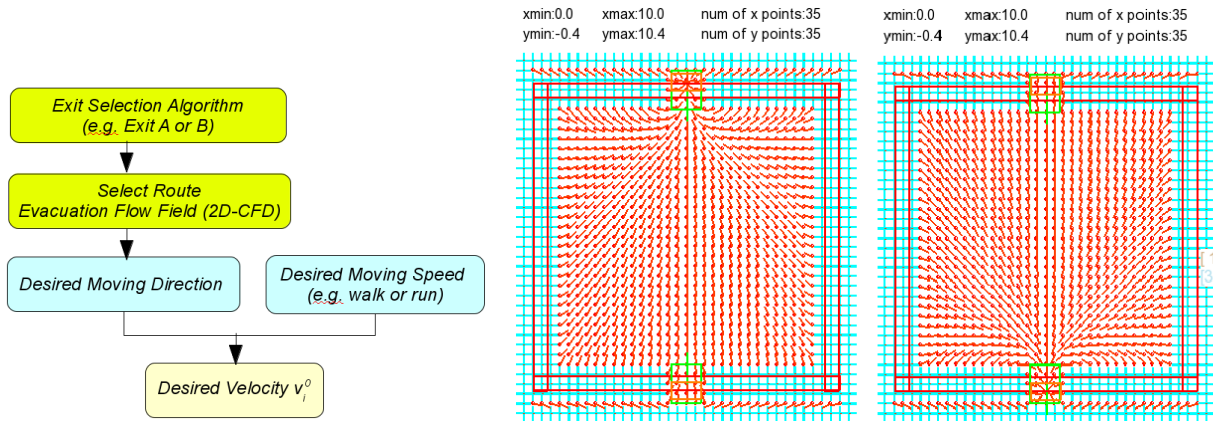 Exit Selection Algorithm
(e.g. Exit A or B)
Select Route
Evacuation Flow Field (2D-CFD)
Desired Moving Direction
Desired Moving Speed
(e.g. walk or run)
Desired Velocity v_i^0
xmin:0.0 xmax:10.0 num of x points:35
ymin:-0.4 ymax:10.4 num of y points:35
xmin:0.0 xmax:10.0 num of x points:35
ymin:-0.4 ymax:10.4 num of y points:35